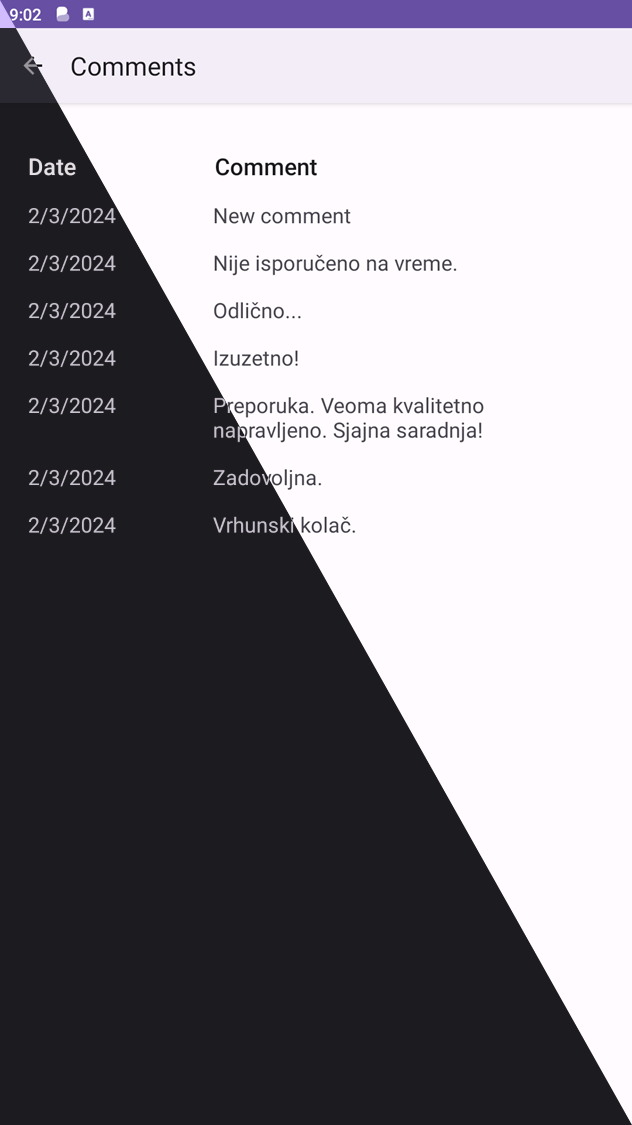 9:02
Comments
Date Comment
2/3/2024 New comment
2/3/2024 Nije isporučeno na vreme.
2/3/2024 Odlično...
2/3/2024 Izuzetno!
2/3/2024 Preporuka. Veoma kvalitetno
napravljeno. Sjajna saradnja!
2/3/2024 Zadovoljna.
2/3/2024 Vrhunski kolač.